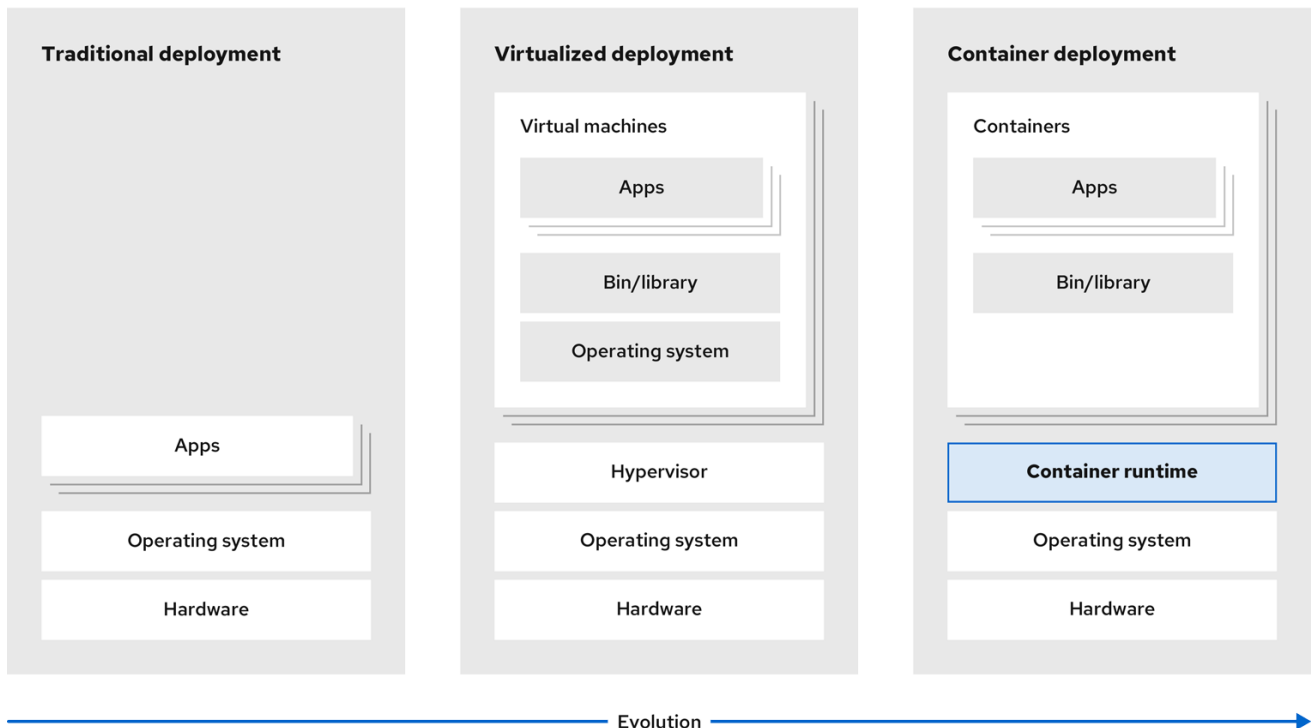 Traditional deployment
Apps
Operating system
Hardware
Virtualized deployment
Virtual machines
Apps
Bin/library
Operating system
Hypervisor
Operating system
Hardware
Container deployment
Containers
Apps
Bin/library
Container runtime
Operating system
Hardware
Evolution